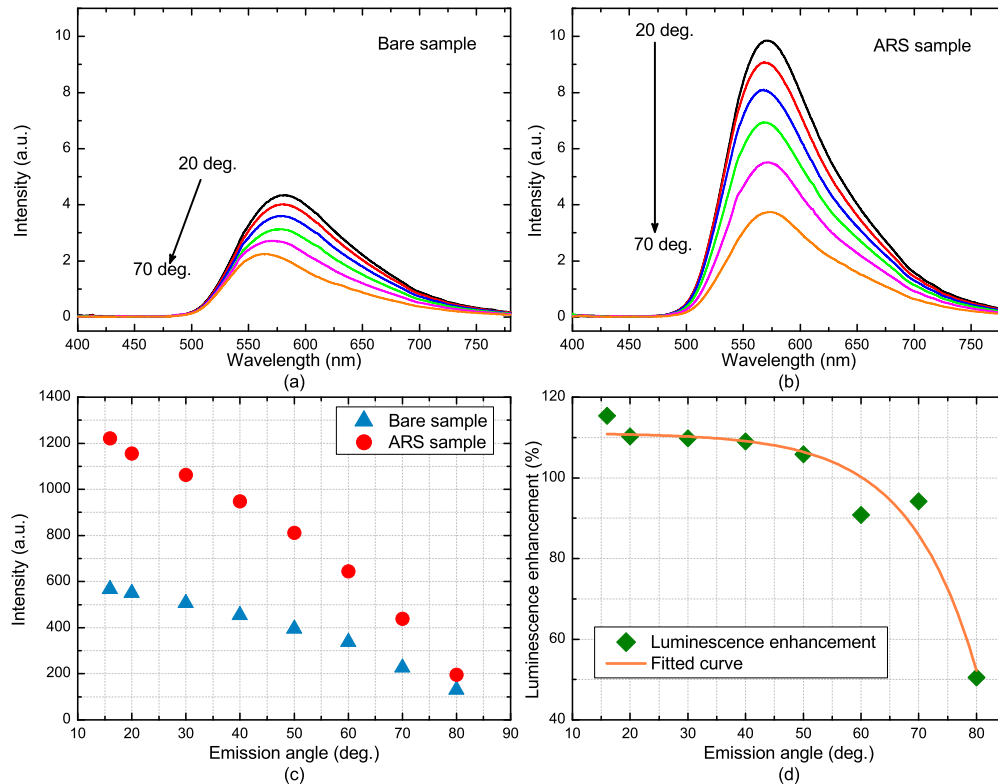 Bare sample
20 deg.
70 deg.
Intensity (a.u.)
10
8
6
4
2
0
400 450 500 550 600 650 700 750
Wavelength (nm)
(a)
20 deg.
ARS sample
70 deg.
Intensity (a.u.)
10
8
6
4
2
0
400 450 500 550 600 650 700 750
Wavelength (nm)
(b)
Bare sample
ARS sample
Intensity (a.u.)
1400
1200
1000
800
600
400
200
0
10 20 30 40 50 60 70 80 90
Emission angle (deg.)
(c)
Luminescence enhancement (%)
120
100
80
60
40
Luminescence enhancement
Fitted curve
10 20 30 40 50 60 70 80
Emission angle (deg.)
(d)